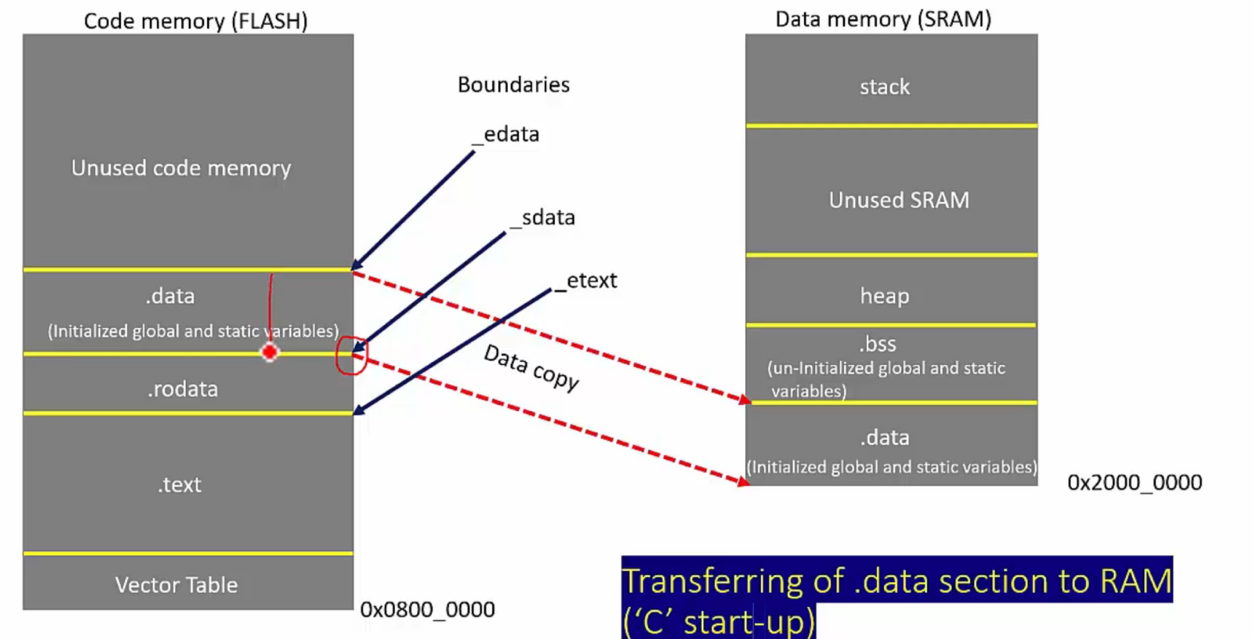 Code memory (FLASH)
Unused code memory
.data
(Initialized global and static variables)
.rodata
.text
Vector Table
0x0800_0000
Boundaries
_edata
_sdata
_etext
Data copy
Data memory (SRAM)
stack
Unused SRAM
heap
.bss
(un-Initialized global and static
variables)
.data
(Initialized global and static variables)
0x2000_0000
Transferring of .data section to RAM
(‘C’ start-up)